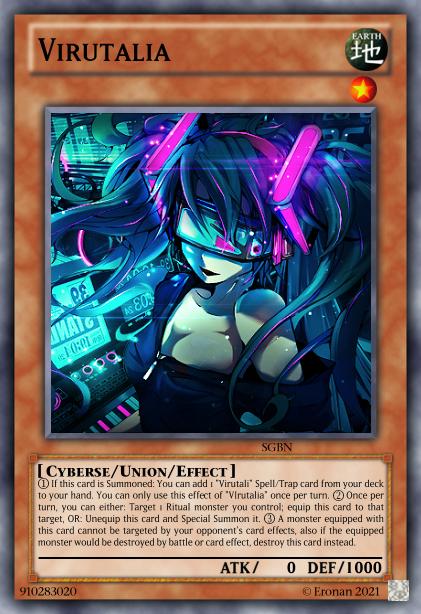 VIRUTALIA
EARTH
地
SGBN
[CYBERSE/UNION/EFFECT]
① If this card is Summoned: You can add 1 "Virutali" Spell/Trap card from your deck
to your hand. You can only use this effect of "VIrutalia" once per turn. ② Once per
turn, you can either: Target 1 Ritual monster you control; equip this card to that
target, OR: Unequip this card and Special Summon it. ③ A monster equipped with
this card cannot be targeted by your opponent's card effects, also if the equipped
monster would be destroyed by battle or card effect, destroy this card instead.
ATK/ 0 DEF/1000
910283020
© Eronan 2021